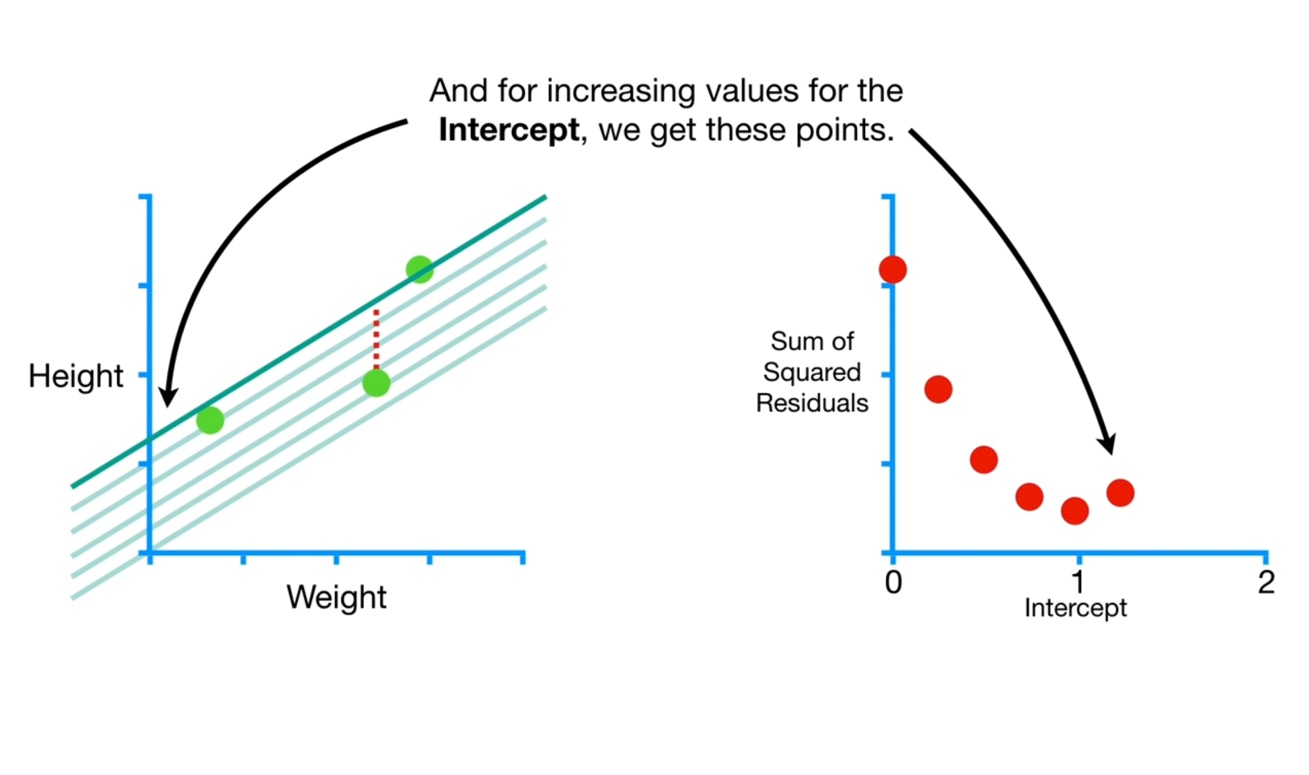 And for increasing values for the
Intercept, we get these points.
Height
Weight
Sum of
Squared
Residuals
0
1
2
Intercept